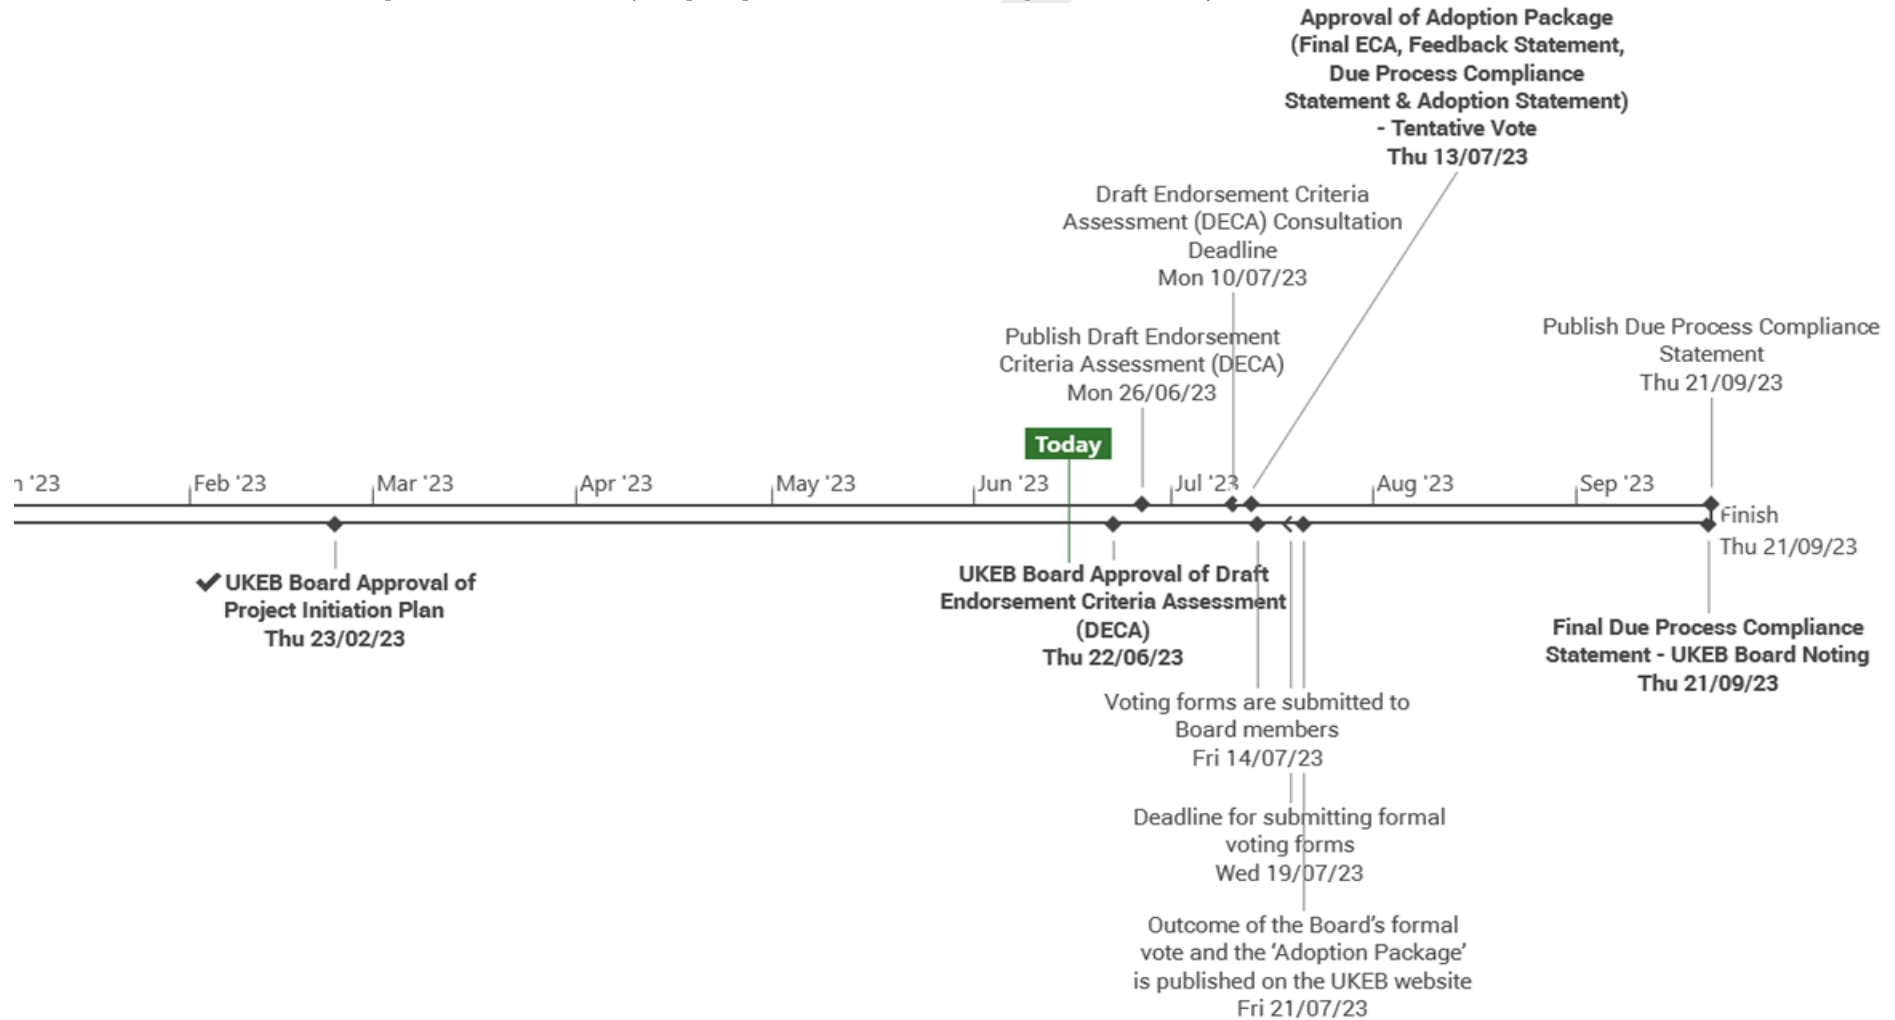 Approval of Adoption Package
(Final ECA, Feedback Statement,
Due Process Compliance
Statement & Adoption Statement)
- Tentative Vote
Thu 13/07/23
Draft Endorsement Criteria
Assessment (DECA) Consultation
Deadline
Mon 10/07/23
Publish Draft Endorsement
Criteria Assessment (DECA)
Mon 26/06/23
Publish Due Process Compliance
Statement
Thu 21/09/23
Today
'23
Feb '23
Mar '23
Apr '23
May '23
Jun '23
Jul '23
Aug '23
Sep '23
Finish
Thu 21/09/23
UKEB Board Approval of
Project Initiation Plan
Thu 23/02/23
UKEB Board Approval of Draft
Endorsement Criteria Assessment
(DECA)
Thu 22/06/23
Final Due Process Compliance
Statement - UKEB Board Noting
Thu 21/09/23
Voting forms are submitted to
Board members
Fri 14/07/23
Deadline for submitting formal
voting forms
Wed 19/07/23
Outcome of the Board’s formal
vote and the ‘Adoption Package’
is published on the UKEB website
Fri 21/07/23